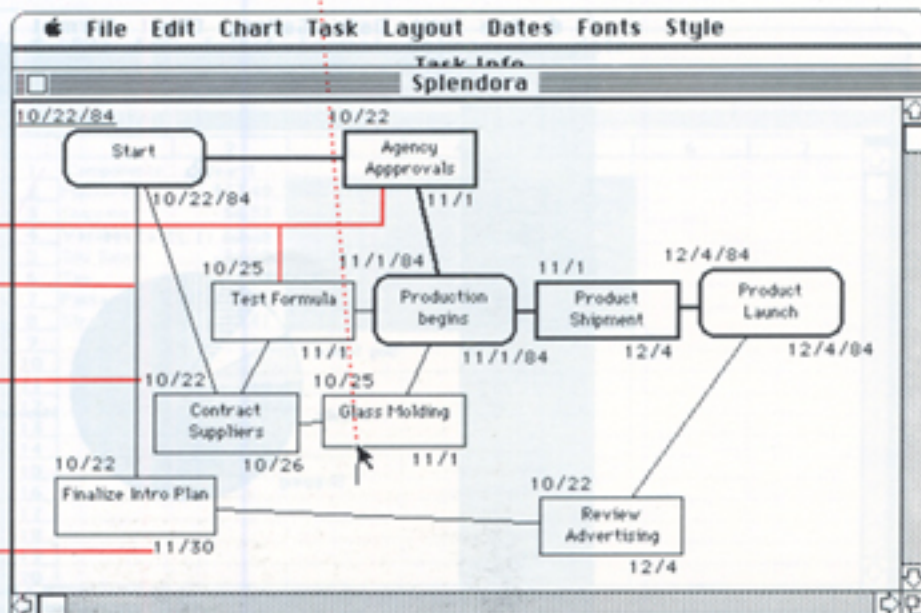 File Edit Chart Task Layout Dates Fonts Style
Task Info
Splendora
10/22/84
10/22
Start
Agency
Appprovals
10/22/84
11/1
10/25
11/1/84
11/1
12/4/84
Test Formula
Production
begins
Product
Shipment
Product
Launch
11/1
11/1/84
12/4
12/4/84
10/22
10/25
Contract
Suppliers
Glass Molding
10/26
11/1
10/22
Finalize Intro Plan
10/22
Review
Advertising
11/30
12/4